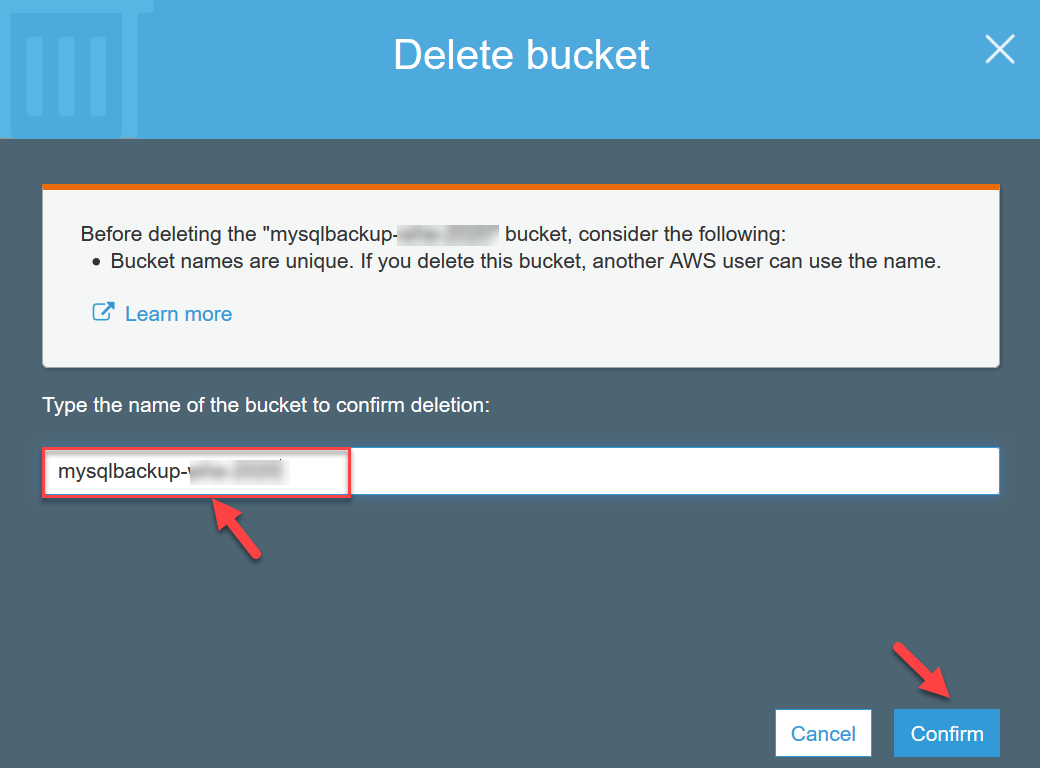 Delete bucket
Before deleting the "mysqlbackup- bucket, consider the following:
• Bucket names are unique. If you delete this bucket, another AWS user can use the name.
Learn more
Type the name of the bucket to confirm deletion:
mysqlbackup-
Cancel
Confirm